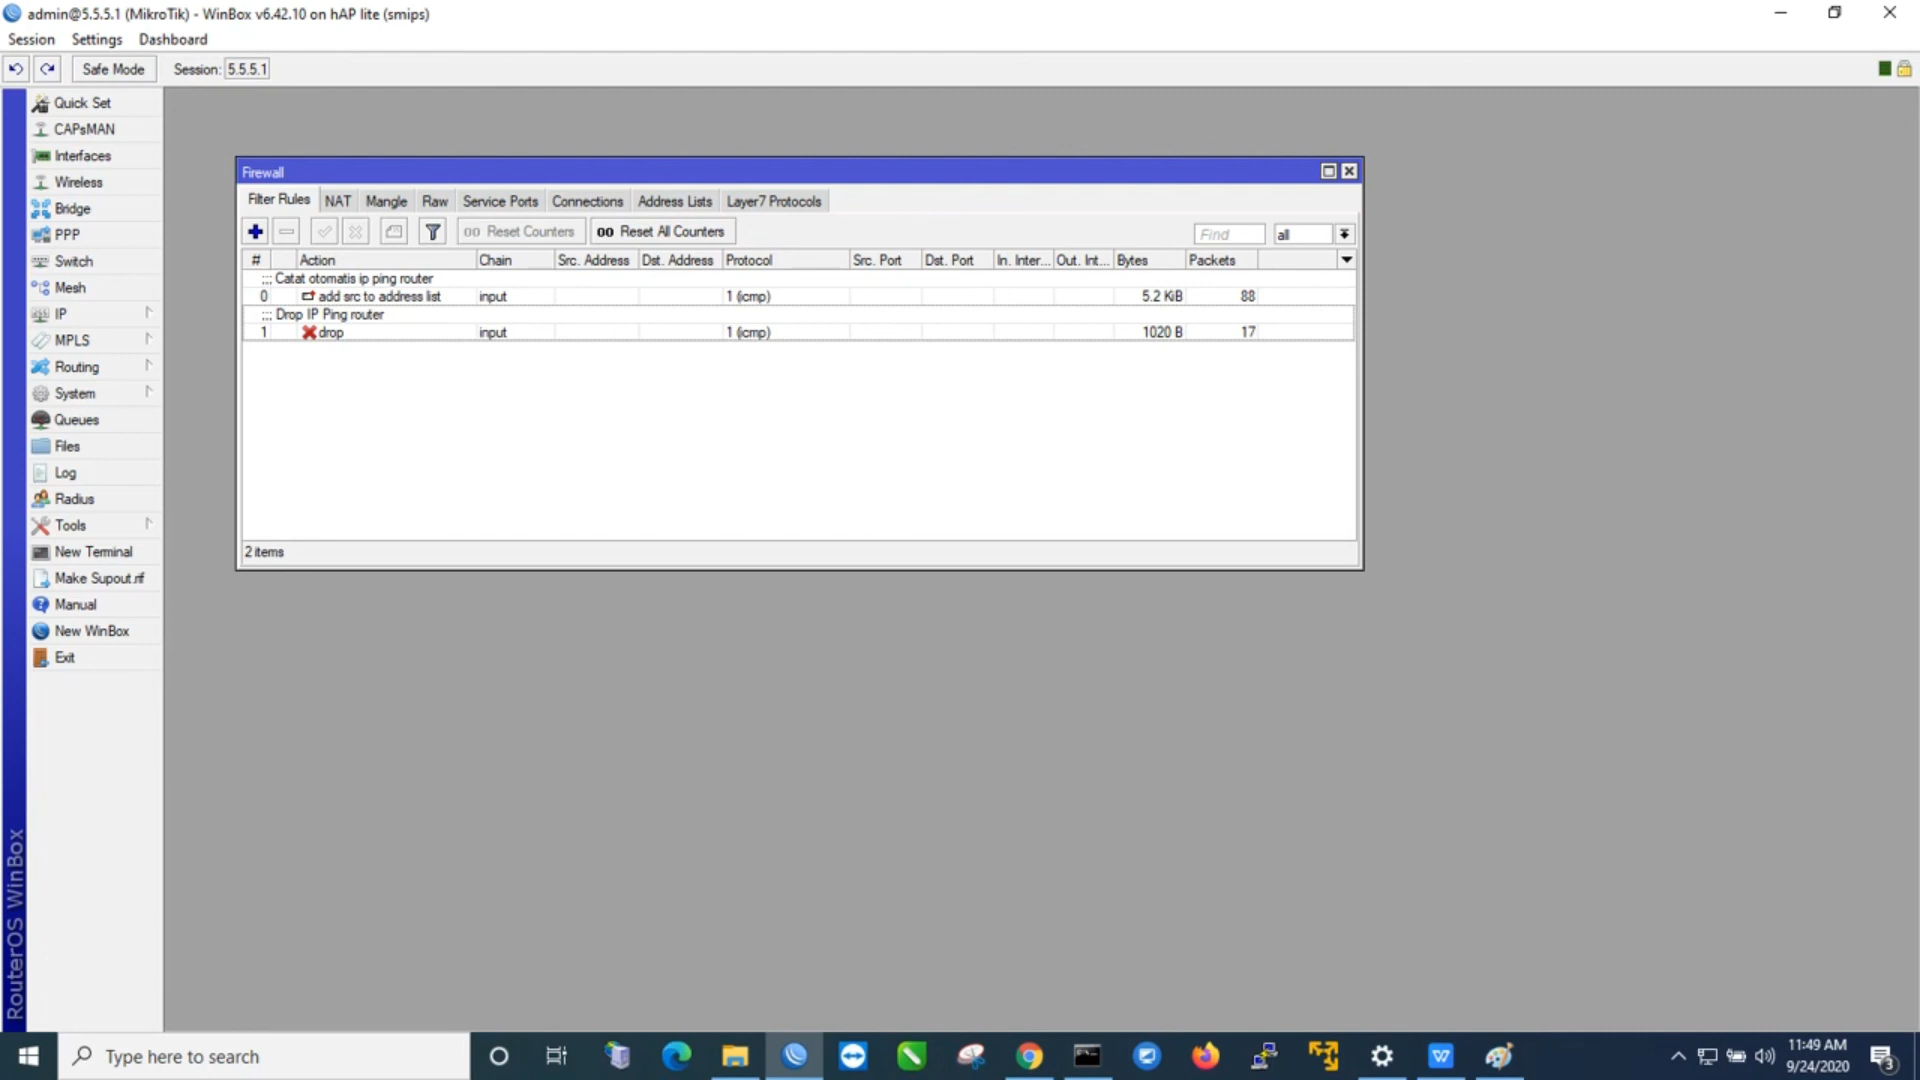 admin@5.5.5.1 (MikroTik) - WinBox v6.42.10 on hAP lite (smips)
Session Settings Dashboard
Safe Mode Session: 5.5.5.1
Quick Set
CAPsMAN
Interfaces
Wireless
Bridge
PPP
Switch
Mesh
IP
MPLS
Routing
System
Queues
Files
Log
Radius
Tools
New Terminal
Make Supout.rif
Manual
New WinBox
Exit
RouterOS WinBox
Firewall
Filter Rules NAT Mangle Raw Service Ports Connections Address Lists Layer7 Protocols
00 Reset Counters 00 Reset All Counters Find all
# Action Chain Src. Address Dst. Address Protocol Src. Port Dst. Port In. Inter... Out. Int... Bytes Packets
;;; Catat otomatis ip ping router
0 add src to address list input 1 (icmp) 5.2 KiB 88
;;; Drop IP Ping router
1 drop input 1 (icmp) 1020 B 17
2 items
Type here to search
11:49 AM
9/24/2020
3